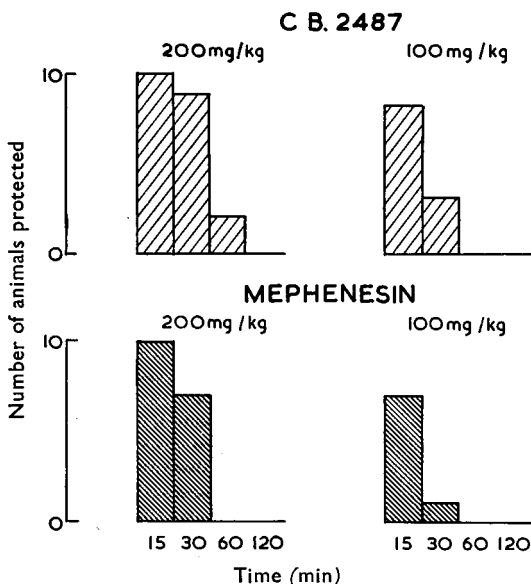 C B. 2487
200mg/kg 100mg/kg
10
0
Number of animals protected
MEPHENESIN
200mg/kg 100mg/kg
10
0
15 30 60 120 15 30 60 120
Time (min)